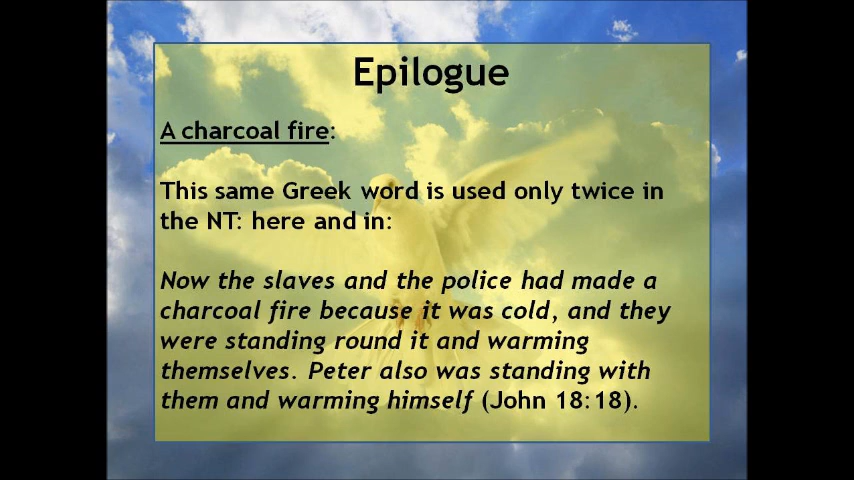 Epilogue
A charcoal fire:
This same Greek word is used only twice in
the NT: here and in:
Now the slaves and the police had made a
charcoal fire because it was cold, and they
were standing round it and warming
themselves. Peter also was standing with
them and warming himself (John 18:18).